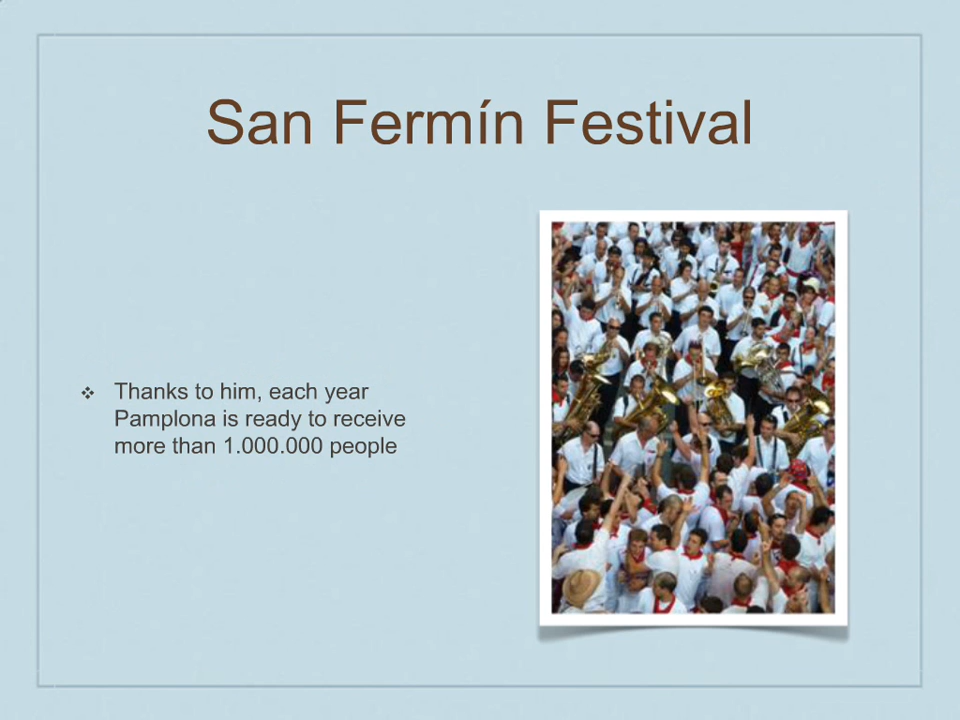 San Fermín Festival
Thanks to him, each year
Pamplona is ready to receive
more than 1.000.000 people